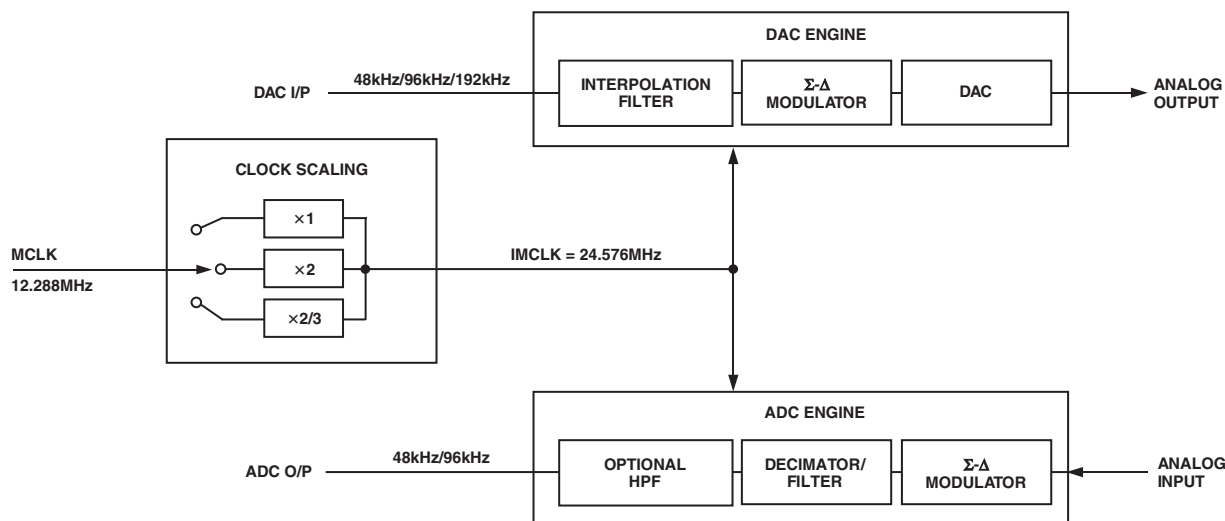 DAC ENGINE
48kHz/96kHz/192kHz
DAC I/P
INTERPOLATION
FILTER
Σ-Δ
MODULATOR
DAC
ANALOG
OUTPUT
CLOCK SCALING
×1
MCLK
12.288MHz
×2
IMCLK = 24.576MHz
×2/3
ADC ENGINE
48kHz/96kHz
ADC O/P
OPTIONAL
HPF
DECIMATOR/
FILTER
Σ-Δ
MODULATOR
ANALOG
INPUT